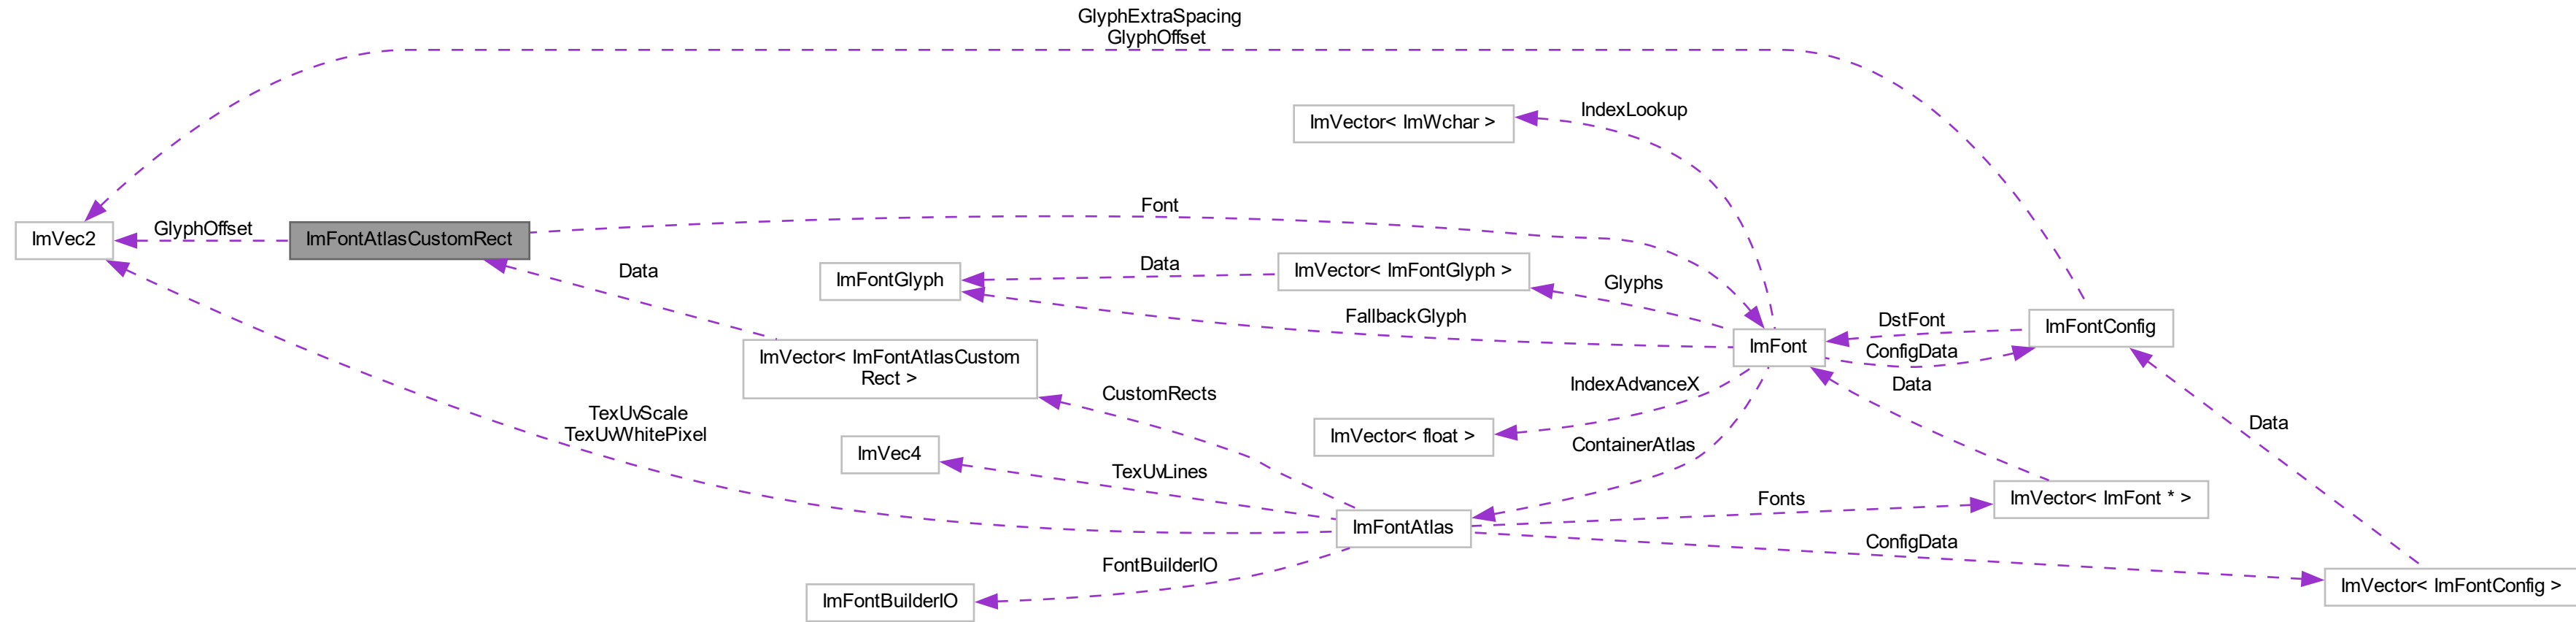 GlyphExtraSpacing
GlyphOffset
ImVector< ImWchar >
IndexLookup
ImVec2
GlyphOffset
ImFontAtlasCustomRect
Font
Data
ImFontGlyph
Data
ImVector< ImFontGlyph >
Glyphs
FallbackGlyph
ImFont
DstFont
ConfigData
ImFontConfig
ImVector< ImFontAtlasCustom
Rect >
CustomRects
IndexAdvanceX
Data
TexUvScale
TexUvWhitePixel
ImVec4
TexUvLines
ImVector< float >
ContainerAtlas
Data
ImFontAtlas
Fonts
ImVector< ImFont * >
ConfigData
FontBuilderIO
ImFontBuilderIO
ImVector< ImFontConfig >